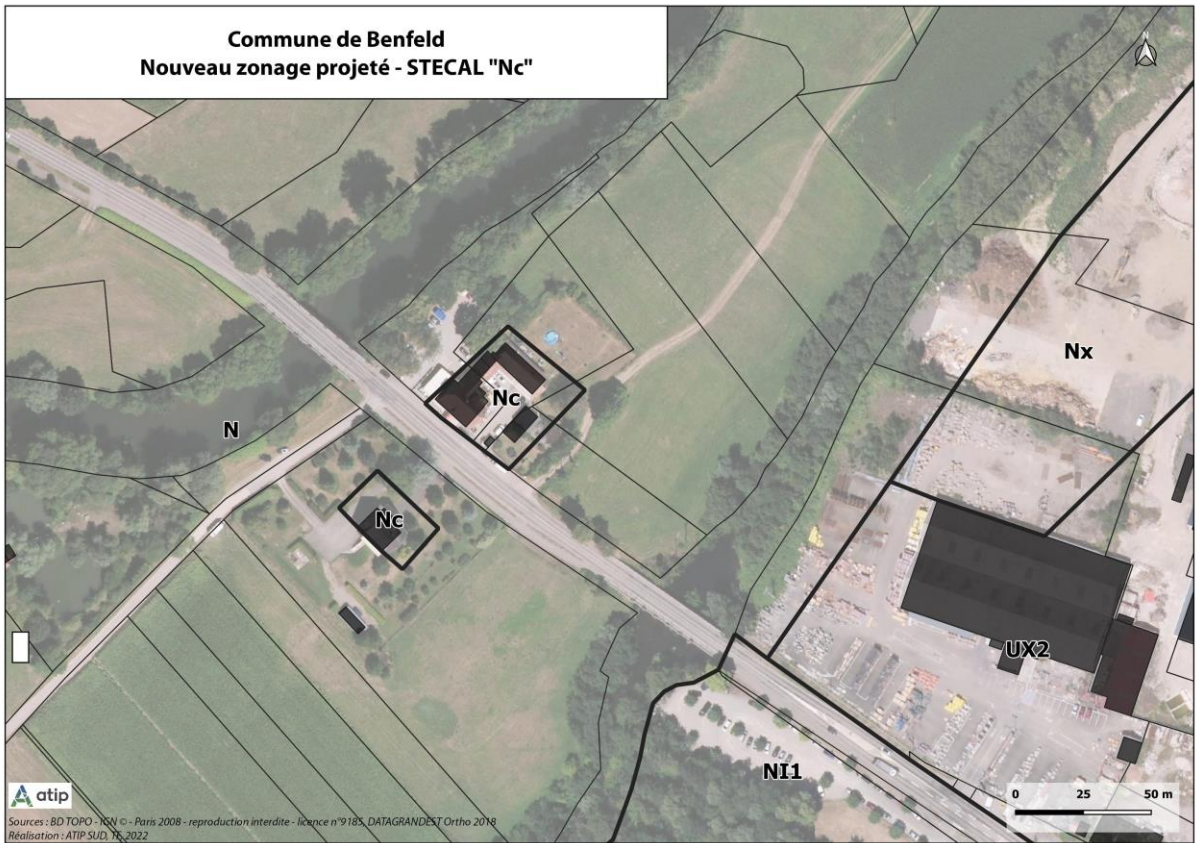 Commune de Benfeld
Nouveau zonage projeté - STECAL "Nc"
N
Nx
Nc
N
Nc
UX2
NI1
0 25 50 m
atip
Sources : BD TOPO - IGN © - Paris 2008 - reproduction interdite - licence n°9185, DATAGRANDEST Ortho 2018
Réalisation : ATIP SUD, TF, 2022